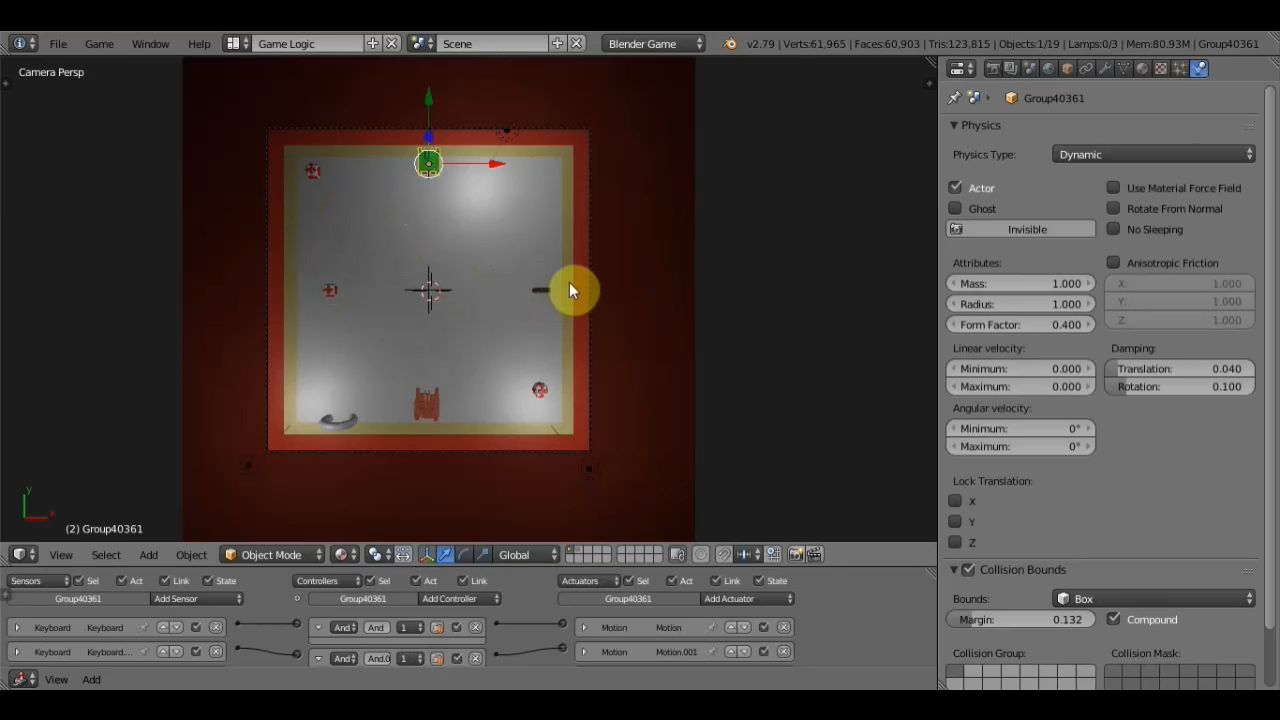 File Game Window Help Game Logic Scene Blender Game v2.79 | Verts:61,965 | Faces:60,903 | Tris:123,815 | Objects:1/19 | Lamps:0/3 | Mem:80.93M | Group40361
Camera Persp
Group40361
Physics
Physics Type: Dynamic
Actor Use Material Force Field
Ghost Rotate From Normal
Invisible No Sleeping
Attributes: Anisotropic Friction
Mass: 1.000 X: 1.000
Radius: 1.000 Y: 1.000
Form Factor: 0.400 Z: 1.000
Linear velocity: Damping:
Minimum: 0.000 Translation: 0.040
Maximum: 0.000 Rotation: 0.100
Angular velocity:
Minimum: 0°
Maximum: 0°
Lock Translation:
X
Y
Z
y
x
(2) Group40361
View Select Add Object Object Mode Global
Collision Bounds
Bounds: Box
Margin: 0.132 Compound
Collision Group: Collision Mask:
Sensors Sel Act Link State Controllers Sel Act Link Actuators Sel Act Link State
Group40361 Add Sensor Group40361 Add Controller Group40361 Add Actuator
Keyboard Keyboard And And 1 Motion Motion
Keyboard Keyboard.... And And.0 1 Motion Motion.001
View Add